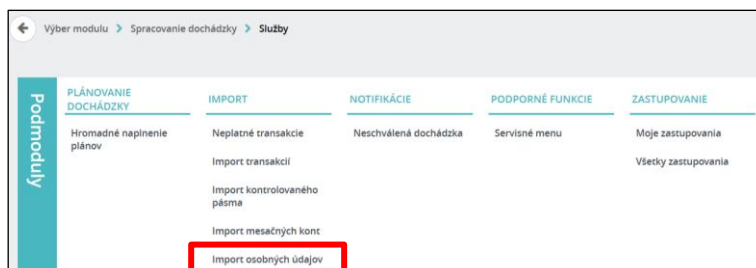 Výber modulu > Spracovanie dochádzky > Služby
Podmoduly
PLÁNOVANIE
DOCHÁDZKY
Hromadné naplnenie
plánov
IMPORT
Neplatné transakcie
Import transakcií
Import kontrolovaného
pásma
Import mesačných kont
Import osobných údajov
NOTIFIKÁCIE
Neschválená dochádzka
PODPORNÉ FUNKCIE
Servisné menu
ZASTUPOVANIE
Moje zastupovania
Všetky zastupovania